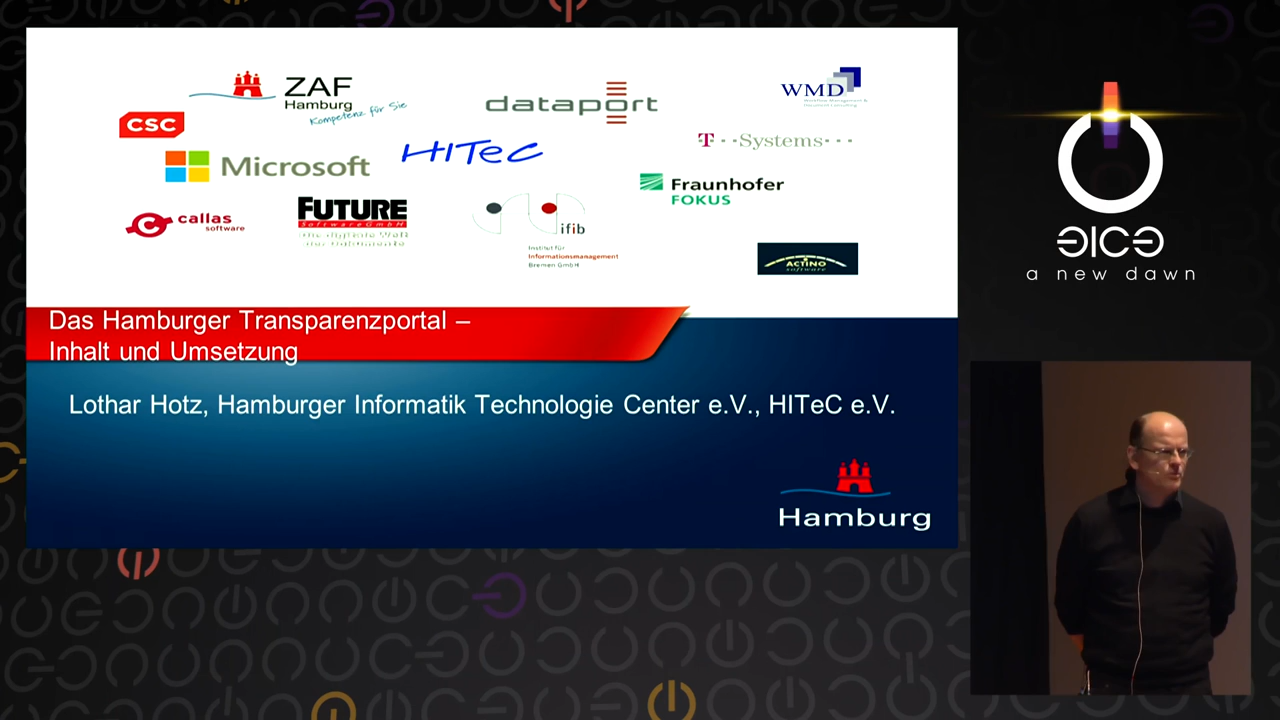 ZAF
Hamburg
Kompetenz für Sie
dataport
WMD
Workflow Management &
Document Consulting
CSC
HITeC
T··Systems···
Microsoft
Fraunhofer
FOKUS
callas
software
FUTURE
Software GmbH
ifib
Institut für
Informationsmanagement
Bremen GmbH
ACTINO
software
Das Hamburger Transparenzportal –
Inhalt und Umsetzung
Lothar Hotz, Hamburger Informatik Technologie Center e.V., HITeC e.V.
Hamburg
a new dawn